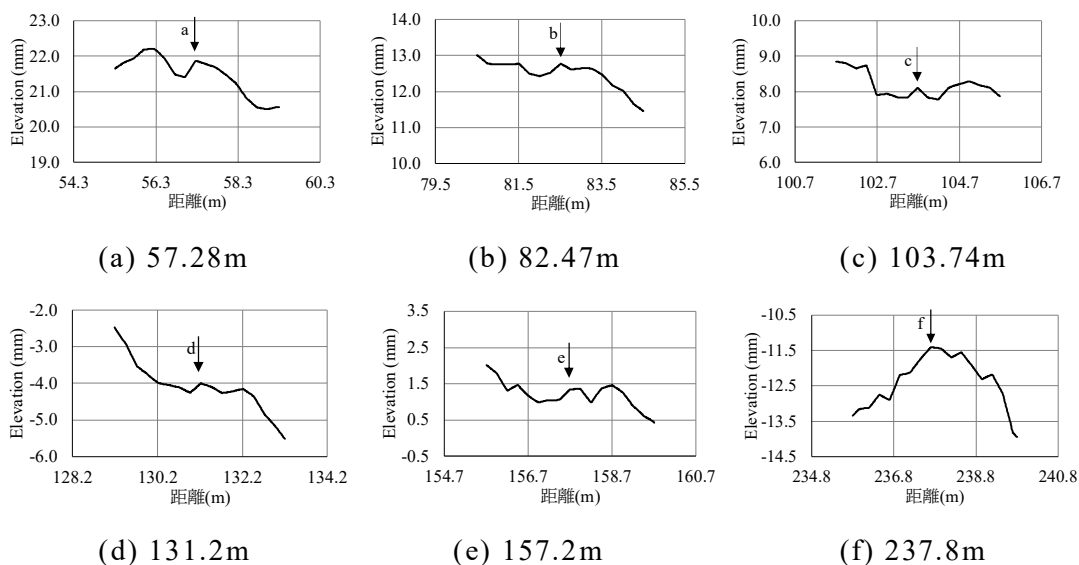 23.0
22.0
21.0
20.0
19.0
Elevation (mm)
a
54.3 56.3 58.3 60.3
距離(m)
(a) 57.28m
14.0
13.0
12.0
11.0
10.0
Elevation (mm)
b
79.5 81.5 83.5 85.5
距離(m)
(b) 82.47m
10.0
9.0
8.0
7.0
6.0
Elevation (mm)
c
100.7 102.7 104.7 106.7
距離(m)
(c) 103.74m
-2.0
-3.0
-4.0
-5.0
-6.0
Elevation (mm)
d
128.2 130.2 132.2 134.2
距離(m)
(d) 131.2m
3.5
2.5
1.5
0.5
-0.5
Elevation (mm)
e
154.7 156.7 158.7 160.7
距離(m)
(e) 157.2m
-10.5
-11.5
-12.5
-13.5
-14.5
Elevation (mm)
f
234.8 236.8 238.8 240.8
距離(m)
(f) 237.8m